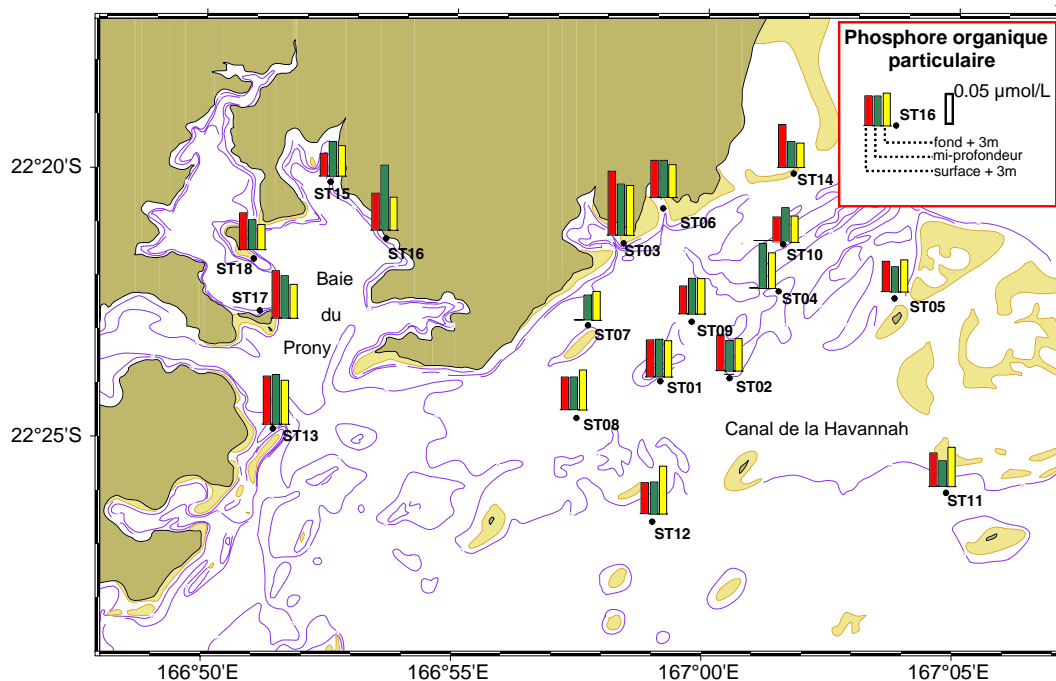 Phosphore organique
particulaire
0.05 µmol/L
ST16
fond + 3m
mi-profondeur
surface + 3m
22°20'S
22°25'S
ST15
ST14
ST06
ST16
ST03
ST10
ST18
Baie
ST17
ST04
ST05
du
ST07
ST09
Prony
ST01
ST02
ST08
Canal de la Havannah
ST13
ST11
ST12
166°50'E
166°55'E
167°00'E
167°05'E